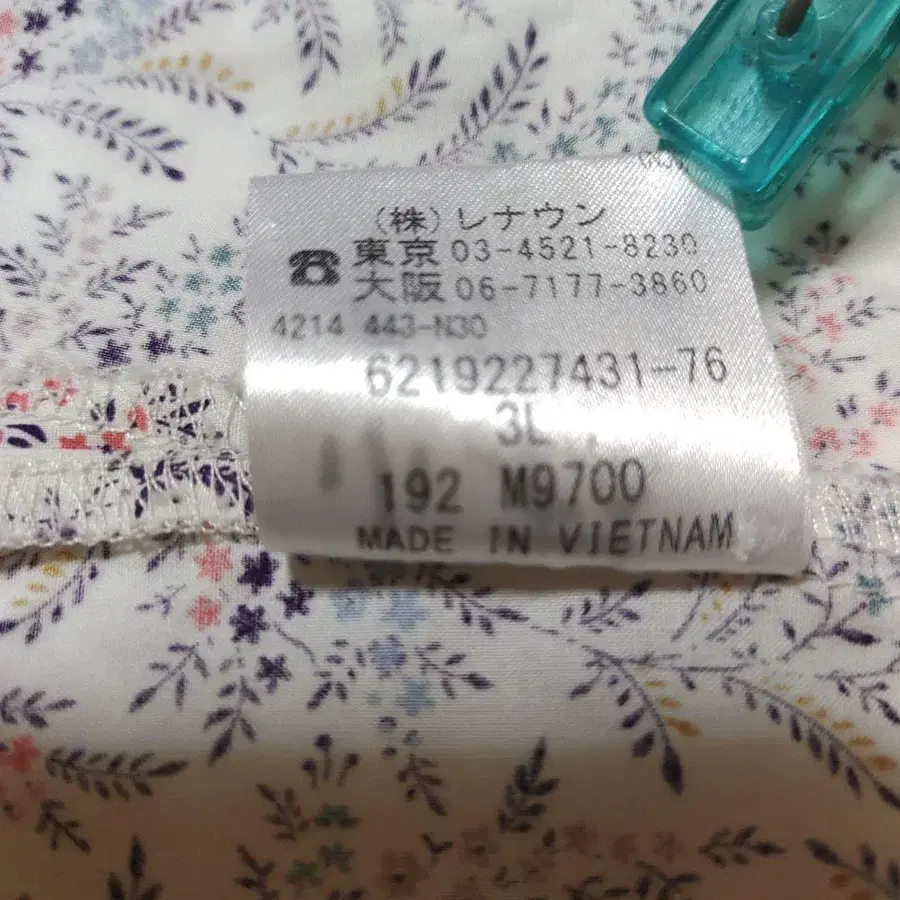 (株)レナウン
☎東京 03-4521-8230
大阪 06-7177-3860
4214 443-N30
6219227431-76
3L
192 M9700
MADE IN VIETNAM